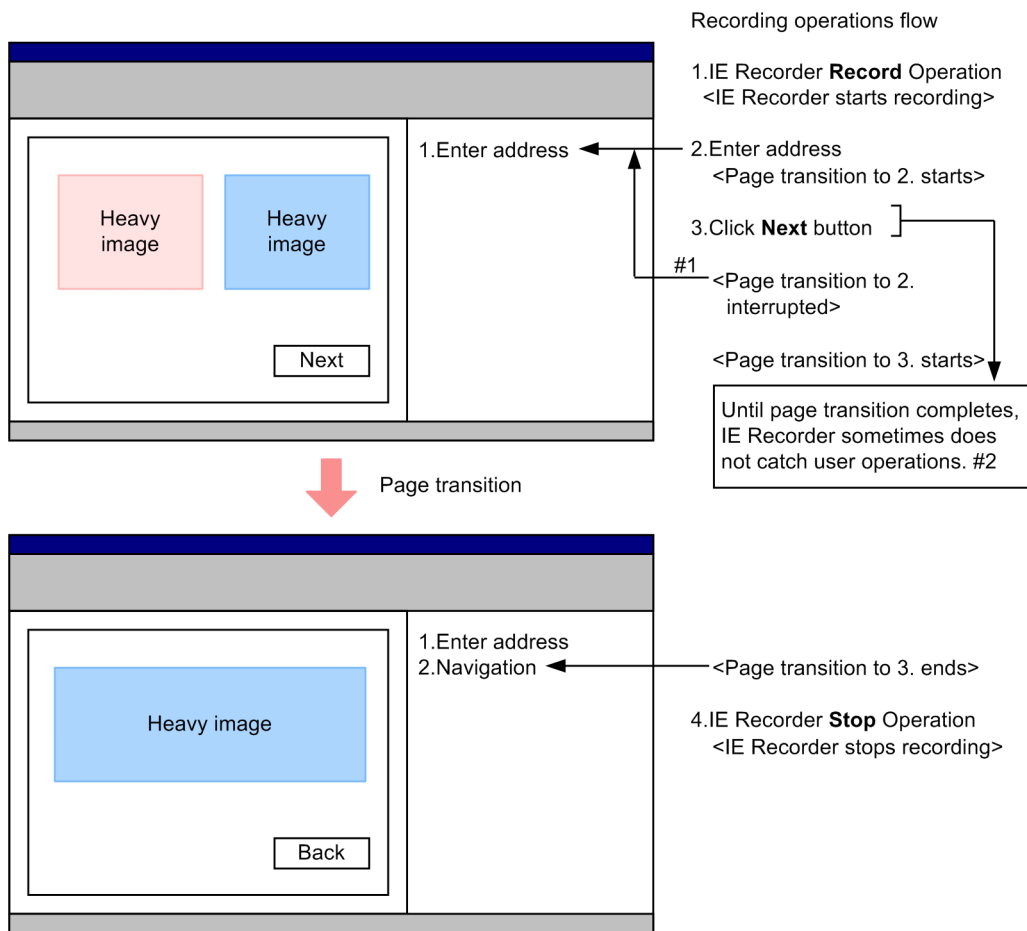 Recording operations flow
1.IE Recorder Record Operation
<IE Recorder starts recording>
1.Enter address
2.Enter address
<Page transition to 2. starts>
Heavy
image
Heavy
image
3.Click Next button
#1
<Page transition to 2.
interrupted>
Next
<Page transition to 3. starts>
Until page transition completes,
IE Recorder sometimes does
not catch user operations. #2
Page transition
1.Enter address
2.Navigation
<Page transition to 3. ends>
Heavy image
4.IE Recorder Stop Operation
<IE Recorder stops recording>
Back